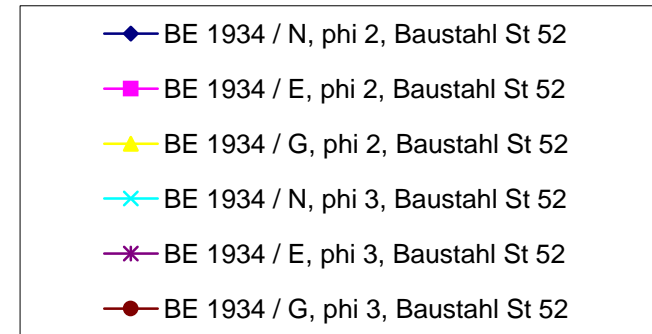 BE 1934 / N, phi 2, Baustahl St 52
BE 1934 / E, phi 2, Baustahl St 52
BE 1934 / G, phi 2, Baustahl St 52
BE 1934 / N, phi 3, Baustahl St 52
BE 1934 / E, phi 3, Baustahl St 52
BE 1934 / G, phi 3, Baustahl St 52